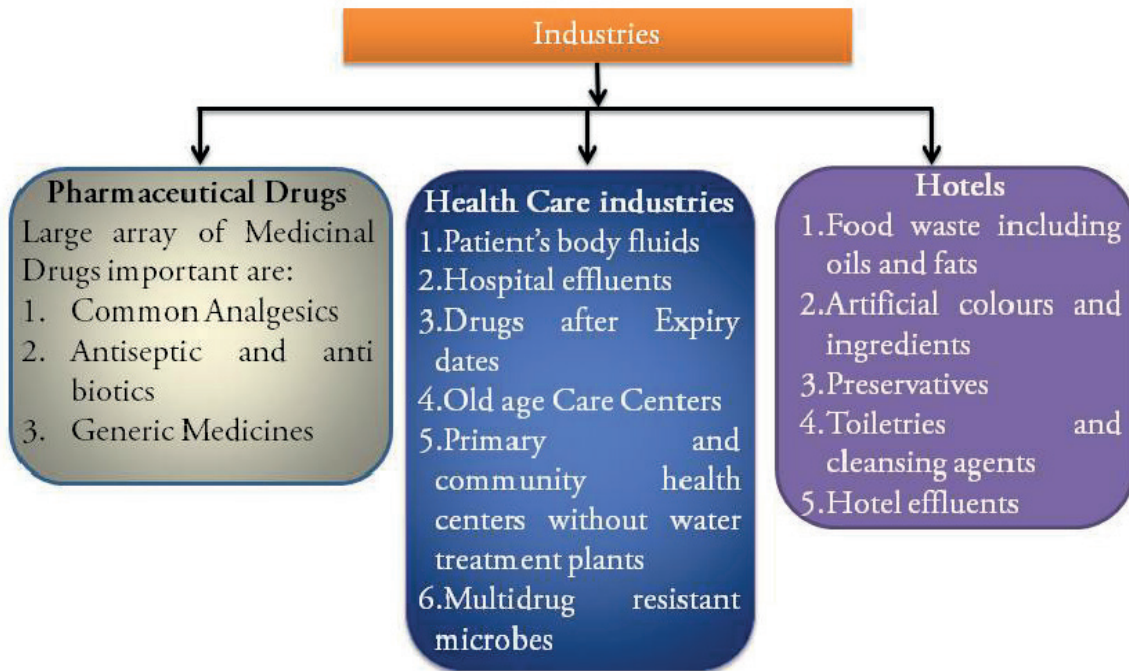 Industries
Pharmaceutical Drugs
Large array of Medicinal
Drugs important are:
1. Common Analgesics
2. Antiseptic and anti
biotics
3. Generic Medicines
Health Care industries
1.Patient's body fluids
2.Hospital effluents
3.Drugs after Expiry
dates
4.Old age Care Centers
5.Primary and
community health
centers without water
treatment plants
6.Multidrug resistant
microbes
Hotels
1.Food waste including
oils and fats
2.Artificial colours and
ingredients
3.Preservatives
4.Toiletries and
cleansing agents
5.Hotel effluents